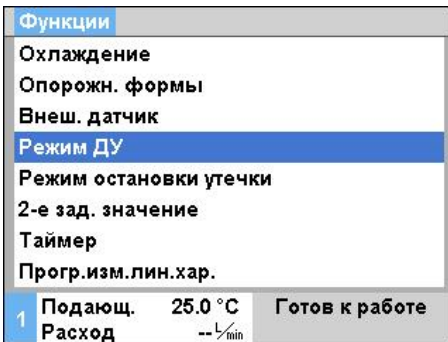 Функции
Охлаждение
Опорожн. формы
Внеш. датчик
Режим ДУ
Режим остановки утечки
2-е зад. значение
Таймер
Прогр.изм.лин.хар.
1 Подающ. 25.0 °C Готов к работе
Расход -- L/min